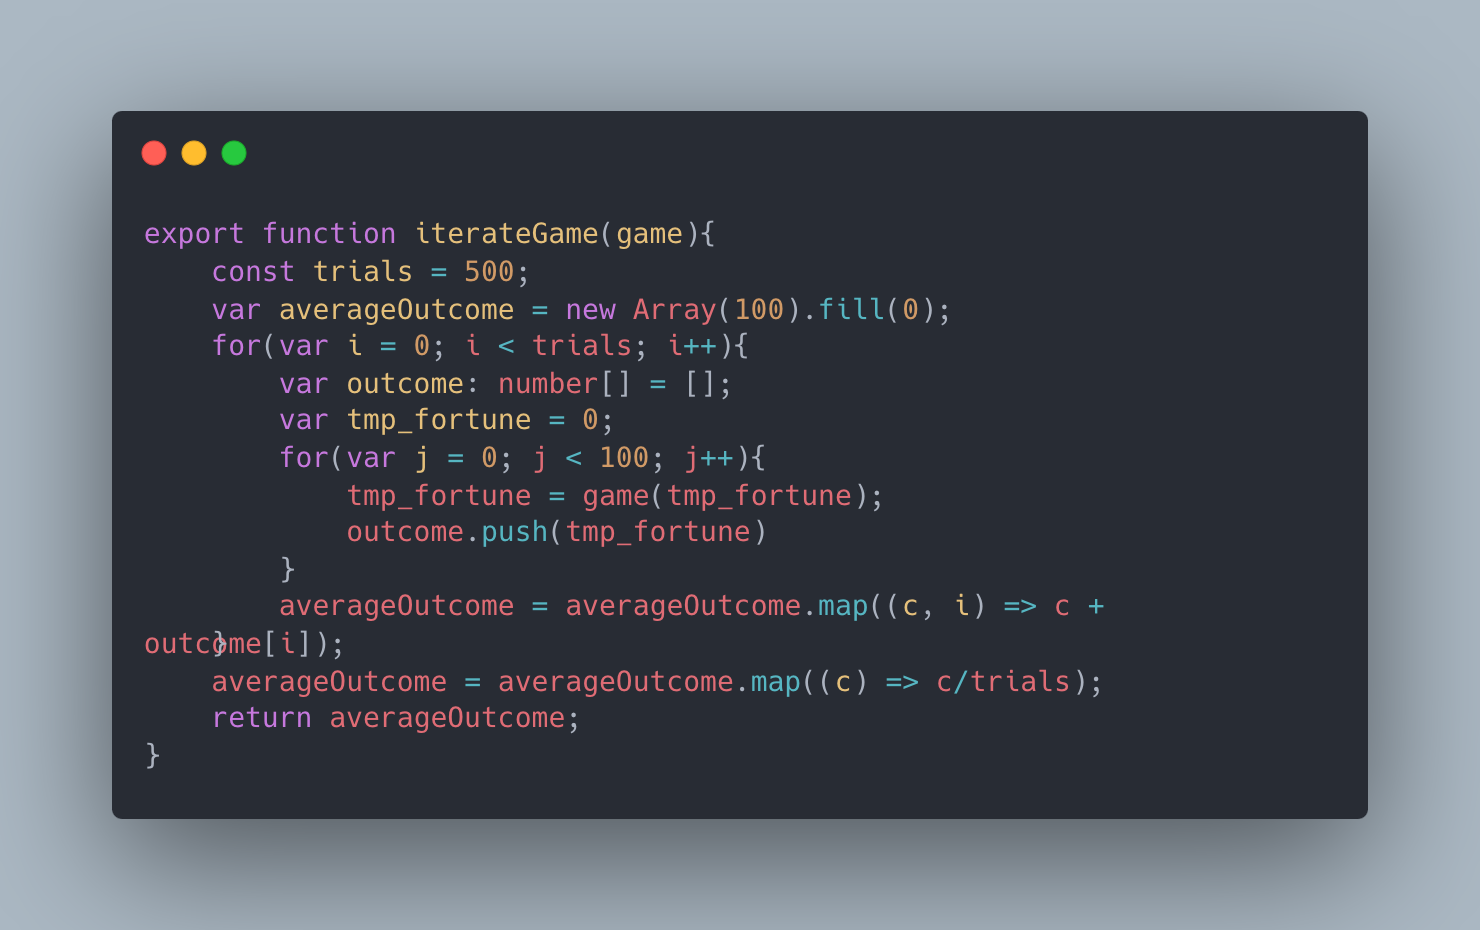 export function iterateGame(game){
    const trials = 500;
    var averageOutcome = new Array(100).fill(0);
    for(var i = 0; i < trials; i++){
        var outcome: number[] = [];
        var tmp_fortune = 0;
        for(var j = 0; j < 100; j++){
            tmp_fortune = game(tmp_fortune);
            outcome.push(tmp_fortune)
        }
        averageOutcome = averageOutcome.map((c, i) => c +
outcome[i]);
    }
    averageOutcome = averageOutcome.map((c) => c/trials);
    return averageOutcome;
}